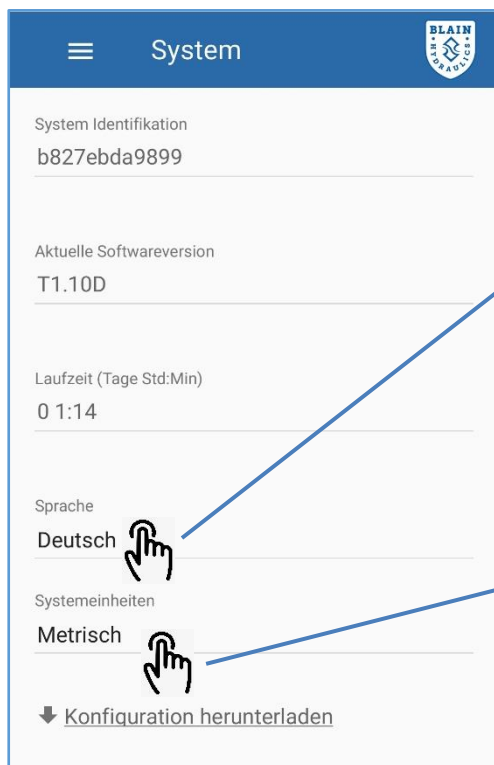 System
BLAIN
HYDRAULICS
System Identifikation
b827ebda9899
Aktuelle Softwareversion
T1.10D
Laufzeit (Tage Std:Min)
0 1:14
Sprache
Deutsch
Systemeinheiten
Metrisch
Konfiguration herunterladen